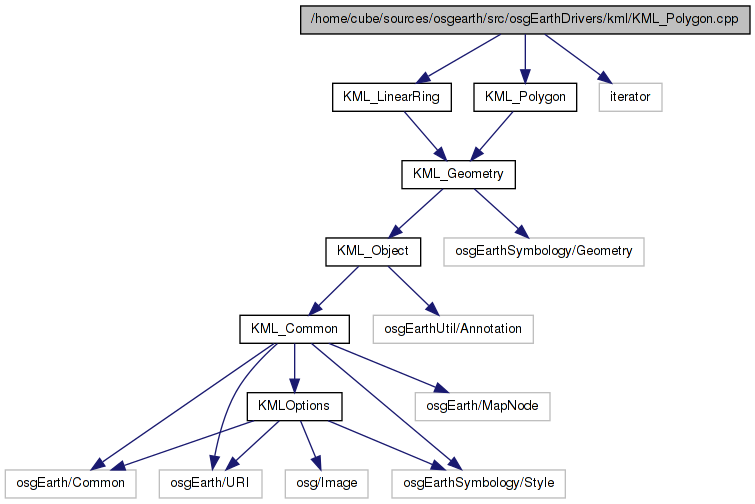 /home/cube/sources/osgearth/src/osgEarthDrivers/kml/KML_Polygon.cpp
KML_LinearRing
KML_Polygon
iterator
KML_Geometry
KML_Object
osgEarthSymbology/Geometry
KML_Common
osgEarthUtil/Annotation
KMLOptions
osgEarth/MapNode
osgEarth/Common
osgEarth/URI
osg/Image
osgEarthSymbology/Style